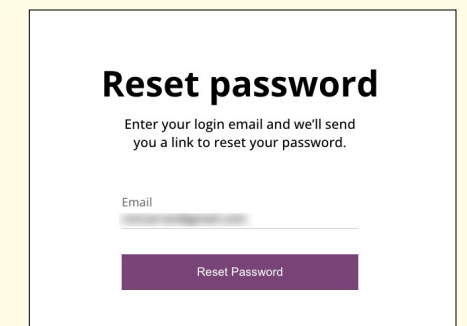 Reset password
Enter your login email and we’ll send
you a link to reset your password.
Email
Reset Password